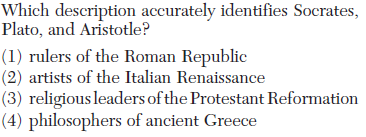 Which description accurately identifies Socrates,
Plato, and Aristotle?
(1) rulers of the Roman Republic
(2) artists of the Italian Renaissance
(3) religious leaders of the Protestant Reformation
(4) philosophers of ancient Greece